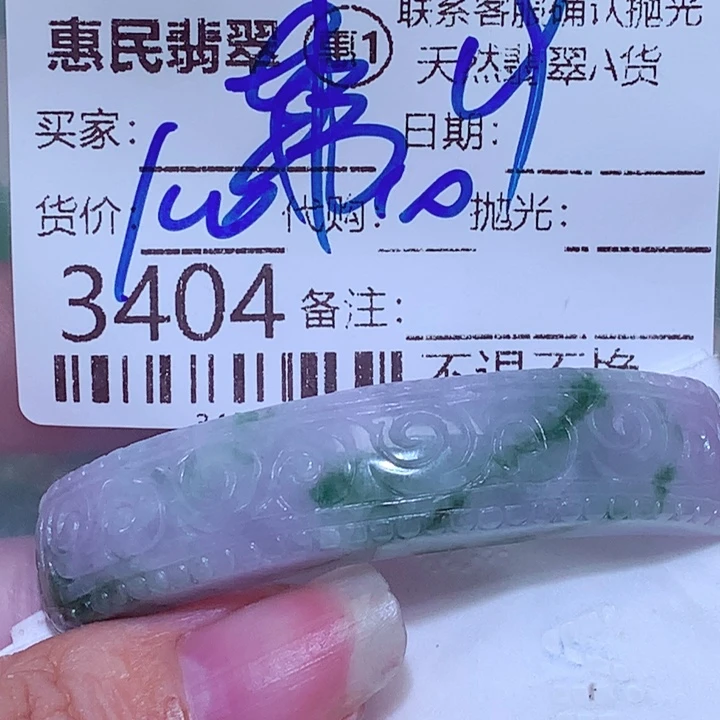 联系客服确认抛光
惠民翡翠 惠1 天然翡翠A货
买家: 日期:
货价: 代购: 抛光:
3404 备注:
不退不换